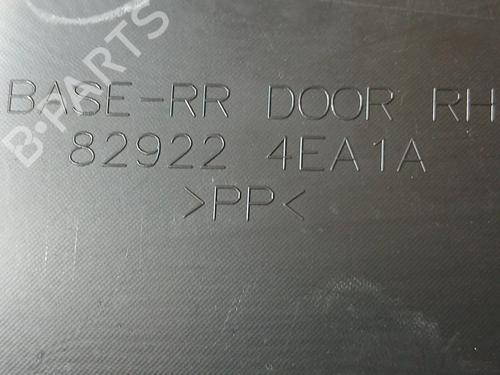 B-PARTS
BASE-RR DOOR RH
82922 4EA1A
>PP<